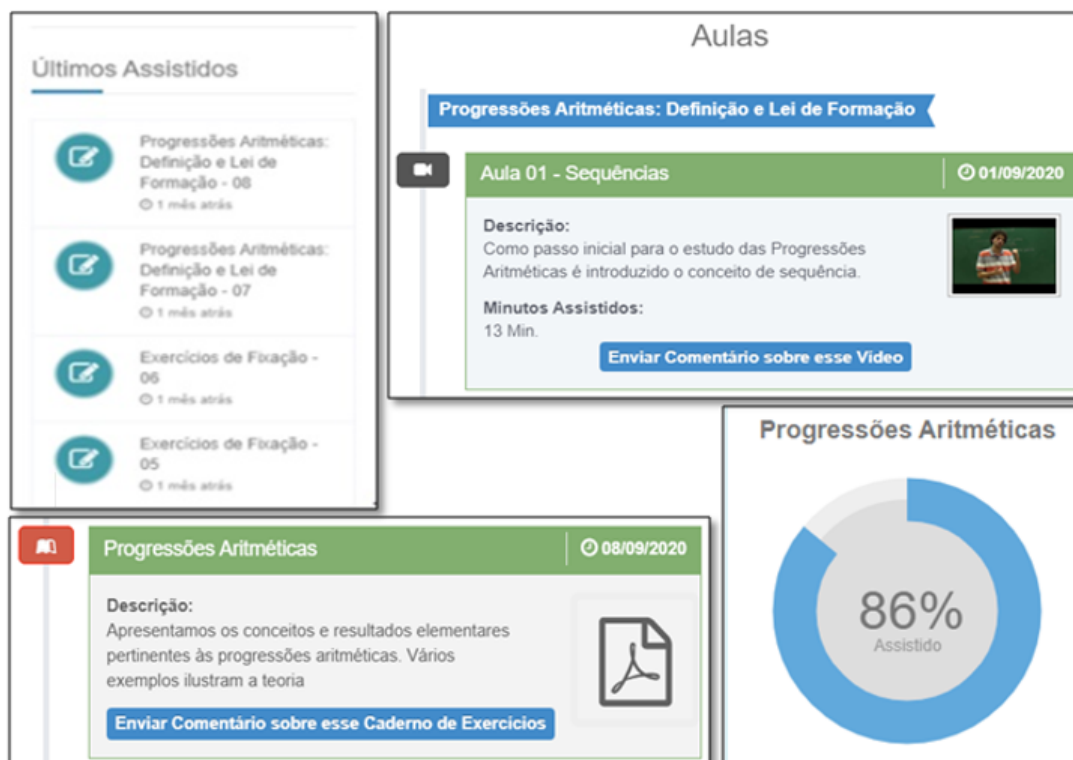 Últimos Assistidos
Progressões Aritméticas:
Definição e Lei de
Formação - 08
1 mês atrás
Progressões Aritméticas:
Definição e Lei de
Formação - 07
1 mês atrás
Exercícios de Fixação -
06
1 mês atrás
Exercícios de Fixação -
05
1 mês atrás
Aulas
Progressões Aritméticas: Definição e Lei de Formação
Aula 01 - Sequências
01/09/2020
Descrição:
Como passo inicial para o estudo das Progressões
Aritméticas é introduzido o conceito de sequência.
Minutos Assistidos:
13 Min.
Enviar Comentário sobre esse Vídeo
Progressões Aritméticas
08/09/2020
Descrição:
Apresentamos os conceitos e resultados elementares
pertinentes às progressões aritméticas. Vários
exemplos ilustram a teoria
Enviar Comentário sobre esse Caderno de Exercícios
Progressões Aritméticas
86%
Assistido